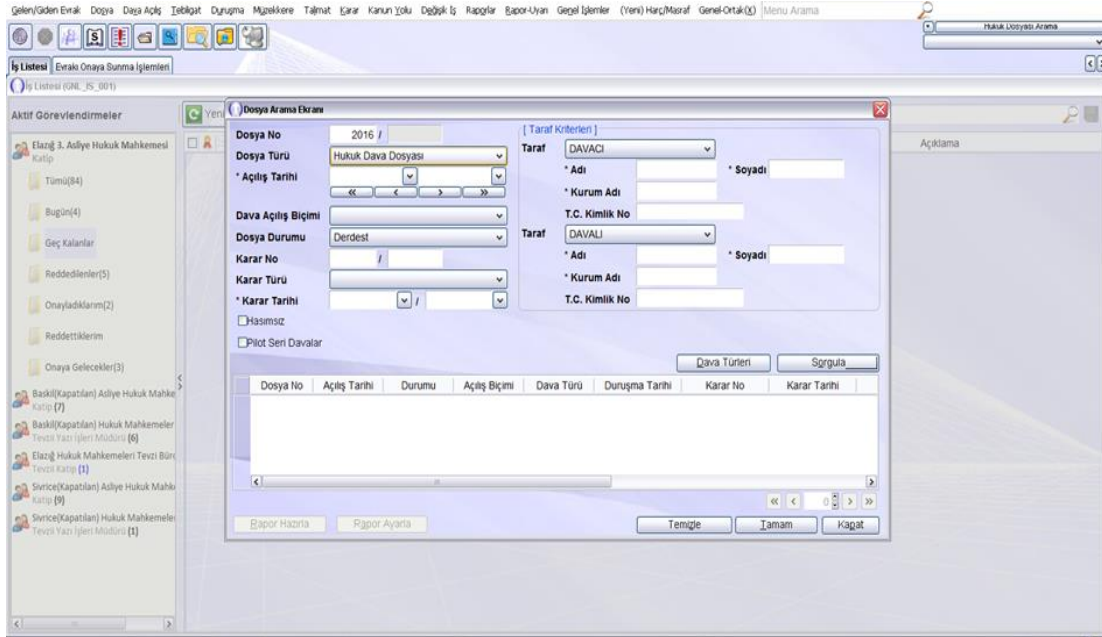 Gelen/Giden Evrak Dosya Dava Açılış Tebligat Duruşma Müzekkere Talimat Karar Kanun Yolu Değişik İş Raporlar Rapor-Uyarı Genel İşlemler (Yeni) Harç/Masraf Genel-Ortak(X) Menu Arama
Hukuk Dosyası Arama
İş Listesi Evrakı Onaya Sunma İşlemleri
İş Listesi (GNL_IS_001)
Aktif Görevlendirmeler
Yeni
Açıklama
Elazığ 3. Asliye Hukuk Mahkemesi
Katip
Tümü(84)
Bugün(4)
Geç Kalanlar
Reddedilenler(5)
Onayladıklarım(2)
Reddettiklerim
Onaya Gelecekler(3)
Baskil(Kapatılan) Asliye Hukuk Mahke
Katip (7)
Baskil(Kapatılan) Hukuk Mahkemeler
Tevzii Yazı İşleri Müdürü (6)
Elazığ Hukuk Mahkemeleri Tevzi Büro
Tevzii Katip (1)
Sivrice(Kapatılan) Asliye Hukuk Mahke
Katip (9)
Sivrice(Kapatılan) Hukuk Mahkemeler
Tevzii Yazı İşleri Müdürü (1)
Dosya Arama Ekranı
Dosya No 2016 /
Dosya Türü Hukuk Dava Dosyası
* Açılış Tarihi
<< < > >>
Dava Açılış Biçimi
Dosya Durumu Derdest
Karar No /
Karar Türü
* Karar Tarihi /
Hasımsız
Pilot Seri Davalar
[ Taraf Kriterleri ]
Taraf DAVACI
* Adı * Soyadı
* Kurum Adı
T.C. Kimlik No
Taraf DAVALI
* Adı * Soyadı
* Kurum Adı
T.C. Kimlik No
Dava Türleri Sorgula
Dosya No Açılış Tarihi Durumu Açılış Biçimi Dava Türü Duruşma Tarihi Karar No Karar Tarihi
<< < 0 > >>
Rapor Hazırla Rapor Ayarla Temizle Tamam Kapat